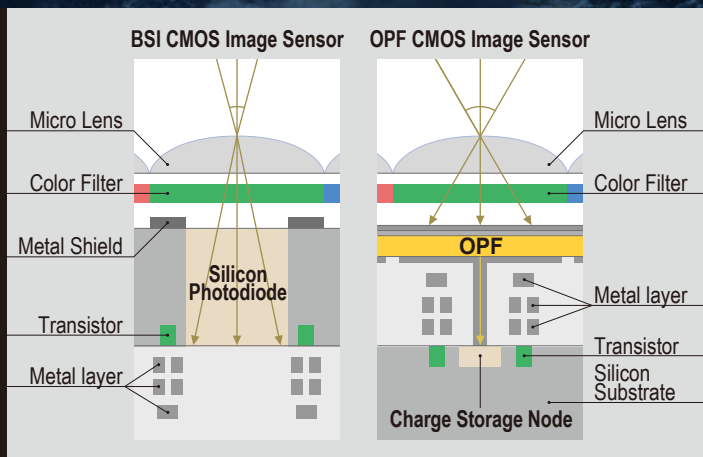 BSI CMOS Image Sensor
OPF CMOS Image Sensor
Micro Lens
Color Filter
Metal Shield
Silicon
Photodiode
Transistor
Metal layer
Micro Lens
Color Filter
OPF
Metal layer
Transistor
Silicon
Substrate
Charge Storage Node